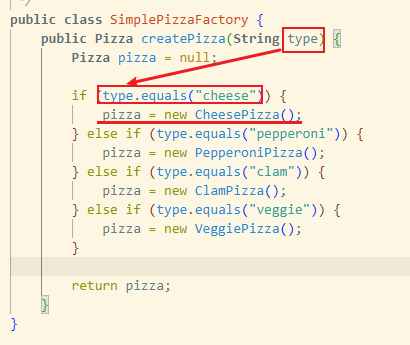 */
public class SimplePizzaFactory {
    public Pizza createPizza(String type) {
        Pizza pizza = null;
        if (type.equals("cheese")) {
            pizza = new CheesePizza();
        } else if (type.equals("pepperoni")) {
            pizza = new PepperoniPizza();
        } else if (type.equals("clam")) {
            pizza = new ClamPizza();
        } else if (type.equals("veggie")) {
            pizza = new VeggiePizza();
        }
        return pizza;
    }
}